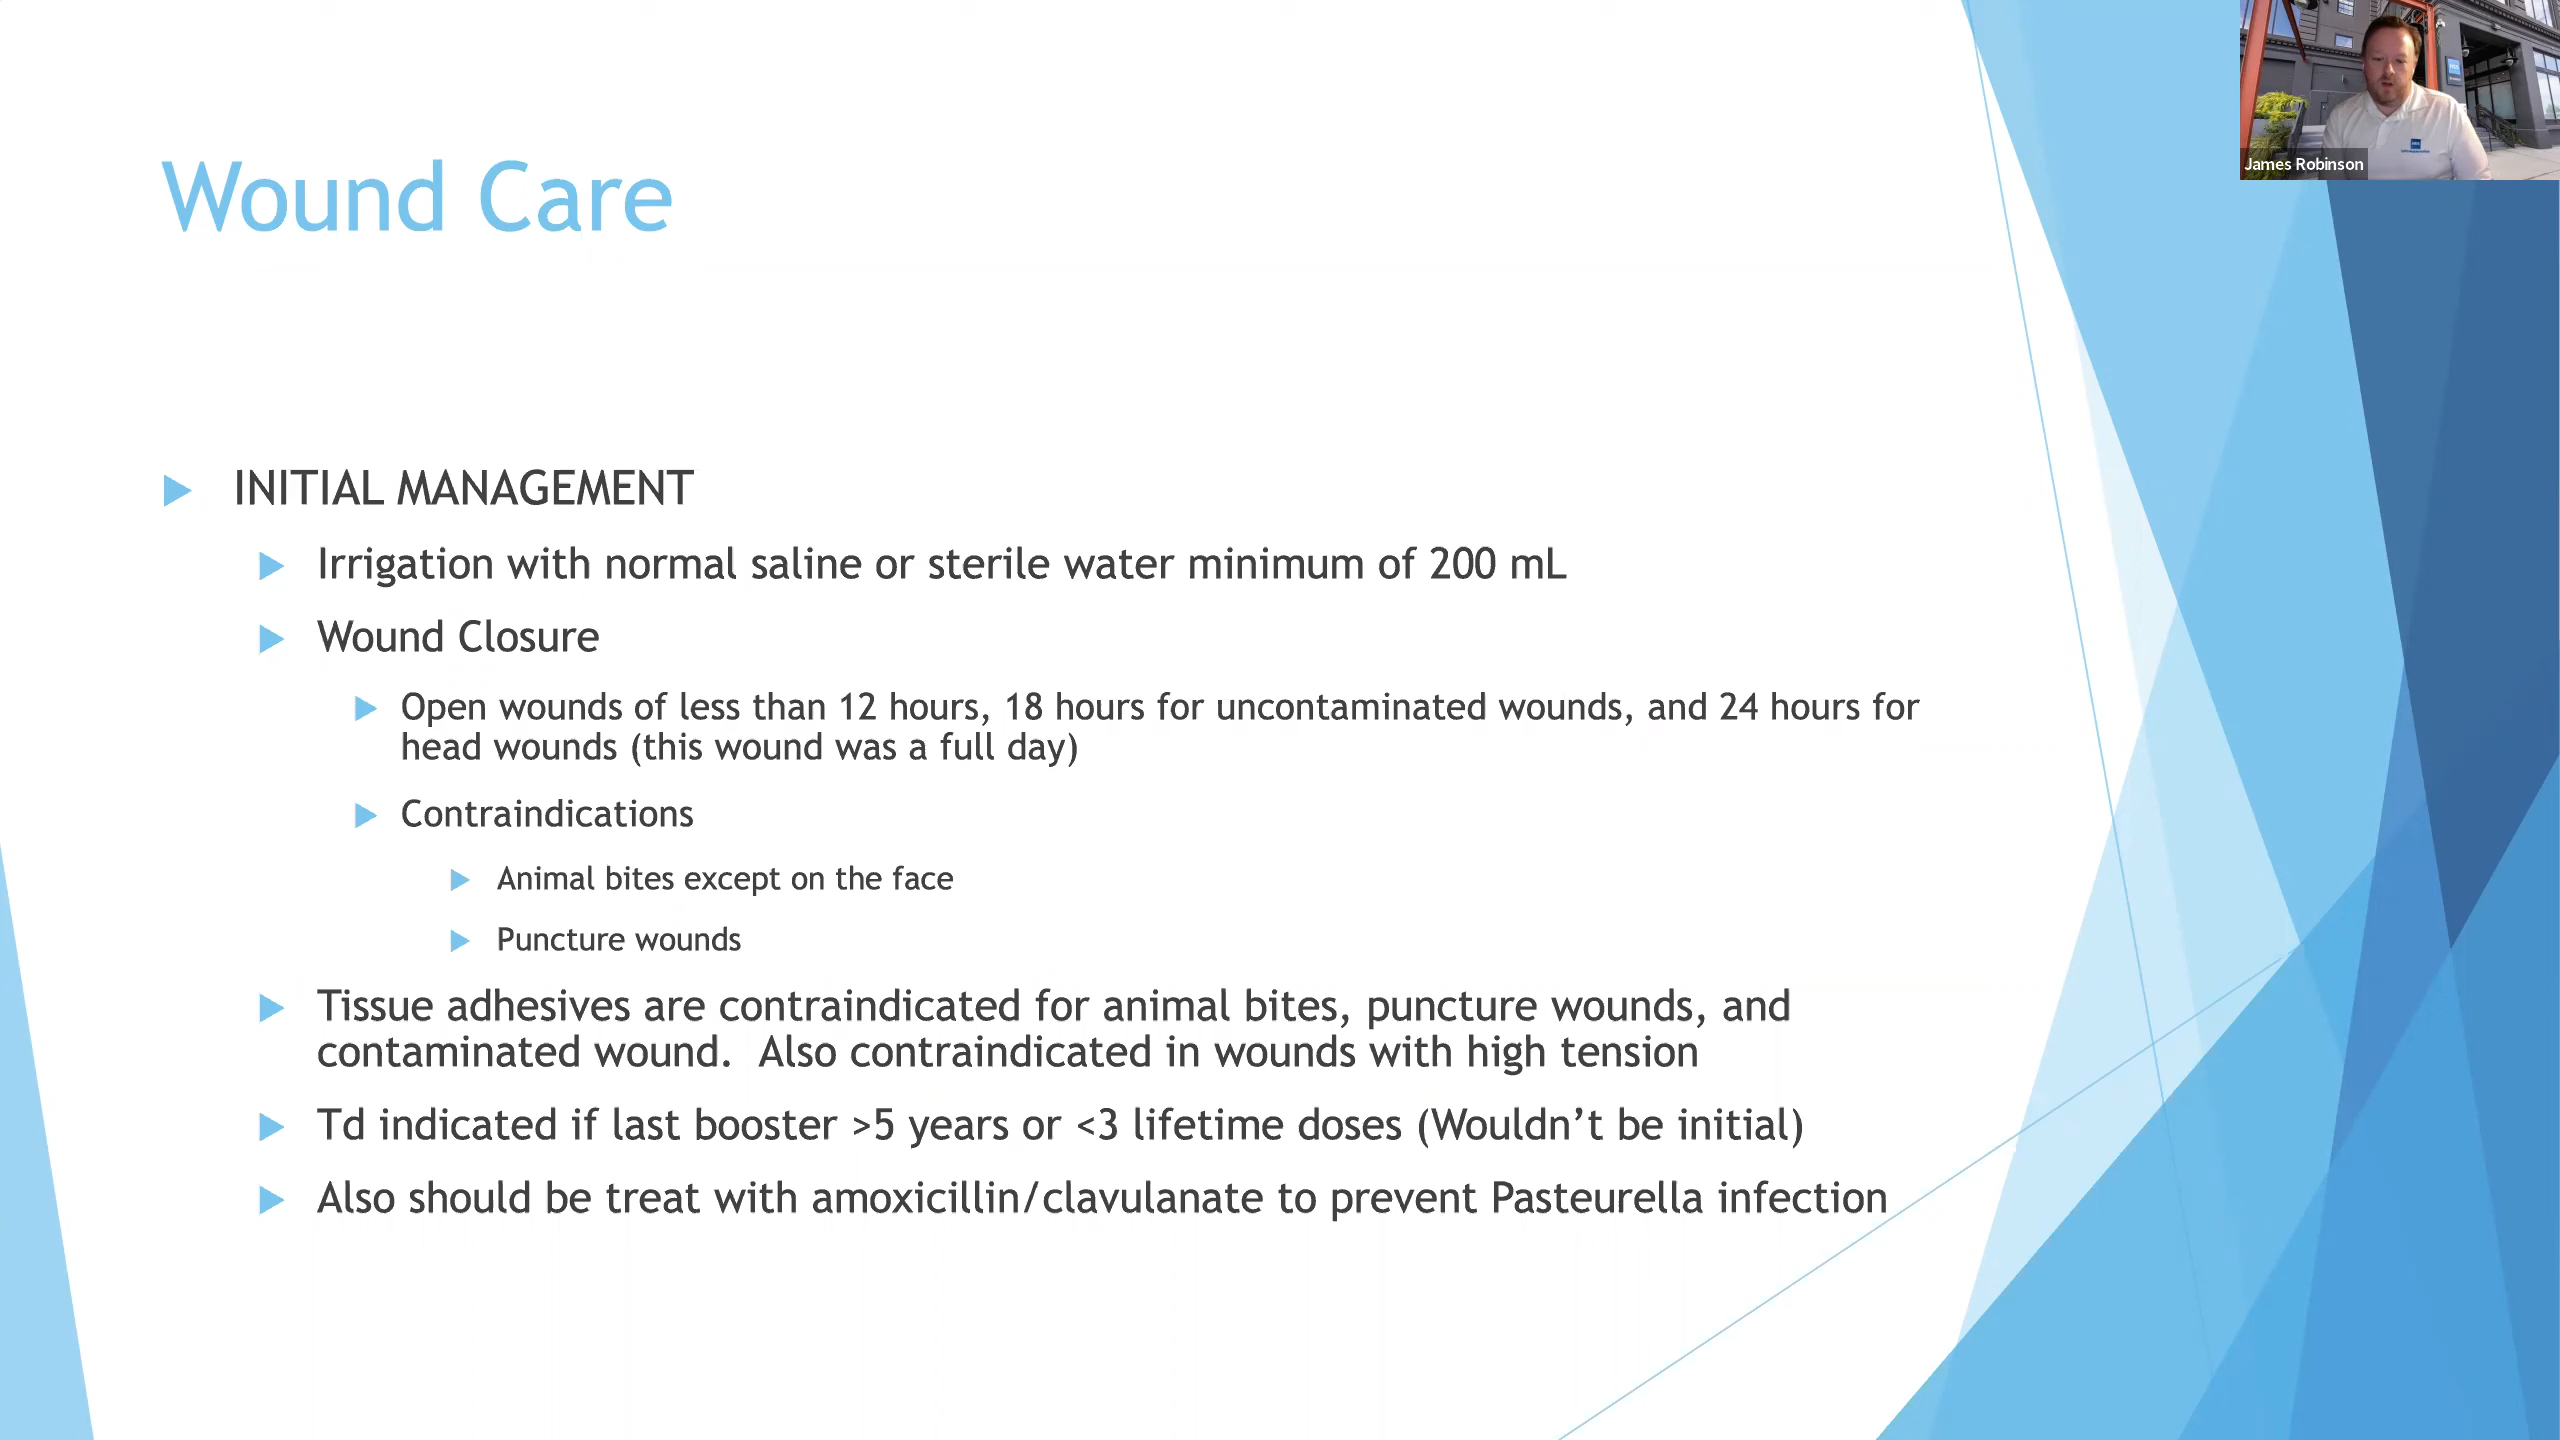 James Robinson
Wound Care
INITIAL MANAGEMENT
Irrigation with normal saline or sterile water minimum of 200 mL
Wound Closure
Open wounds of less than 12 hours, 18 hours for uncontaminated wounds, and 24 hours for
head wounds (this wound was a full day)
Contraindications
Animal bites except on the face
Puncture wounds
Tissue adhesives are contraindicated for animal bites, puncture wounds, and
contaminated wound.  Also contraindicated in wounds with high tension
Td indicated if last booster >5 years or <3 lifetime doses (Wouldn’t be initial)
Also should be treat with amoxicillin/clavulanate to prevent Pasteurella infection